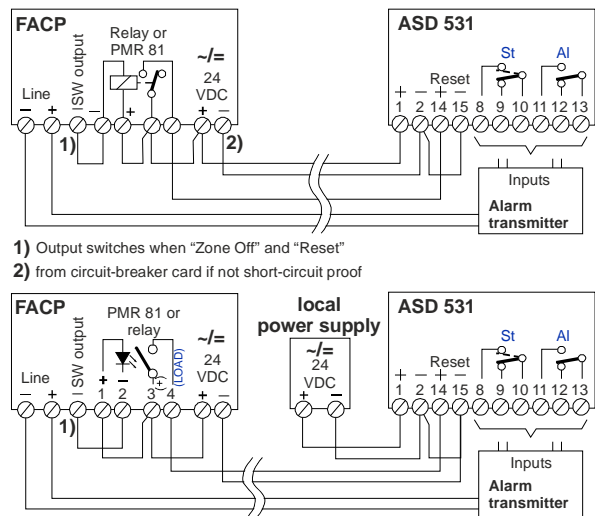 FACP
Relay or
PMR 81
ISW output
~/=
24
VDC
Line
− + − + + −
1) 2)
ASD 531
St Al
Reset
+ − + −
1 2 14 15 8 9 10 11 12 13
Inputs
Alarm
transmitter
1) Output switches when “Zone Off” and “Reset”
2) from circuit-breaker card if not short-circuit proof
FACP
PMR 81 or
relay
I SW output
~/=
24
VDC
(LOAD)
(+)
Line
+ −
− + 1 2 3 4 + −
1)
local
power supply
~/=
24
VDC
+ −
ASD 531
St Al
Reset
+ − + −
1 2 14 15 8 9 10 11 12 13
Inputs
Alarm
transmitter